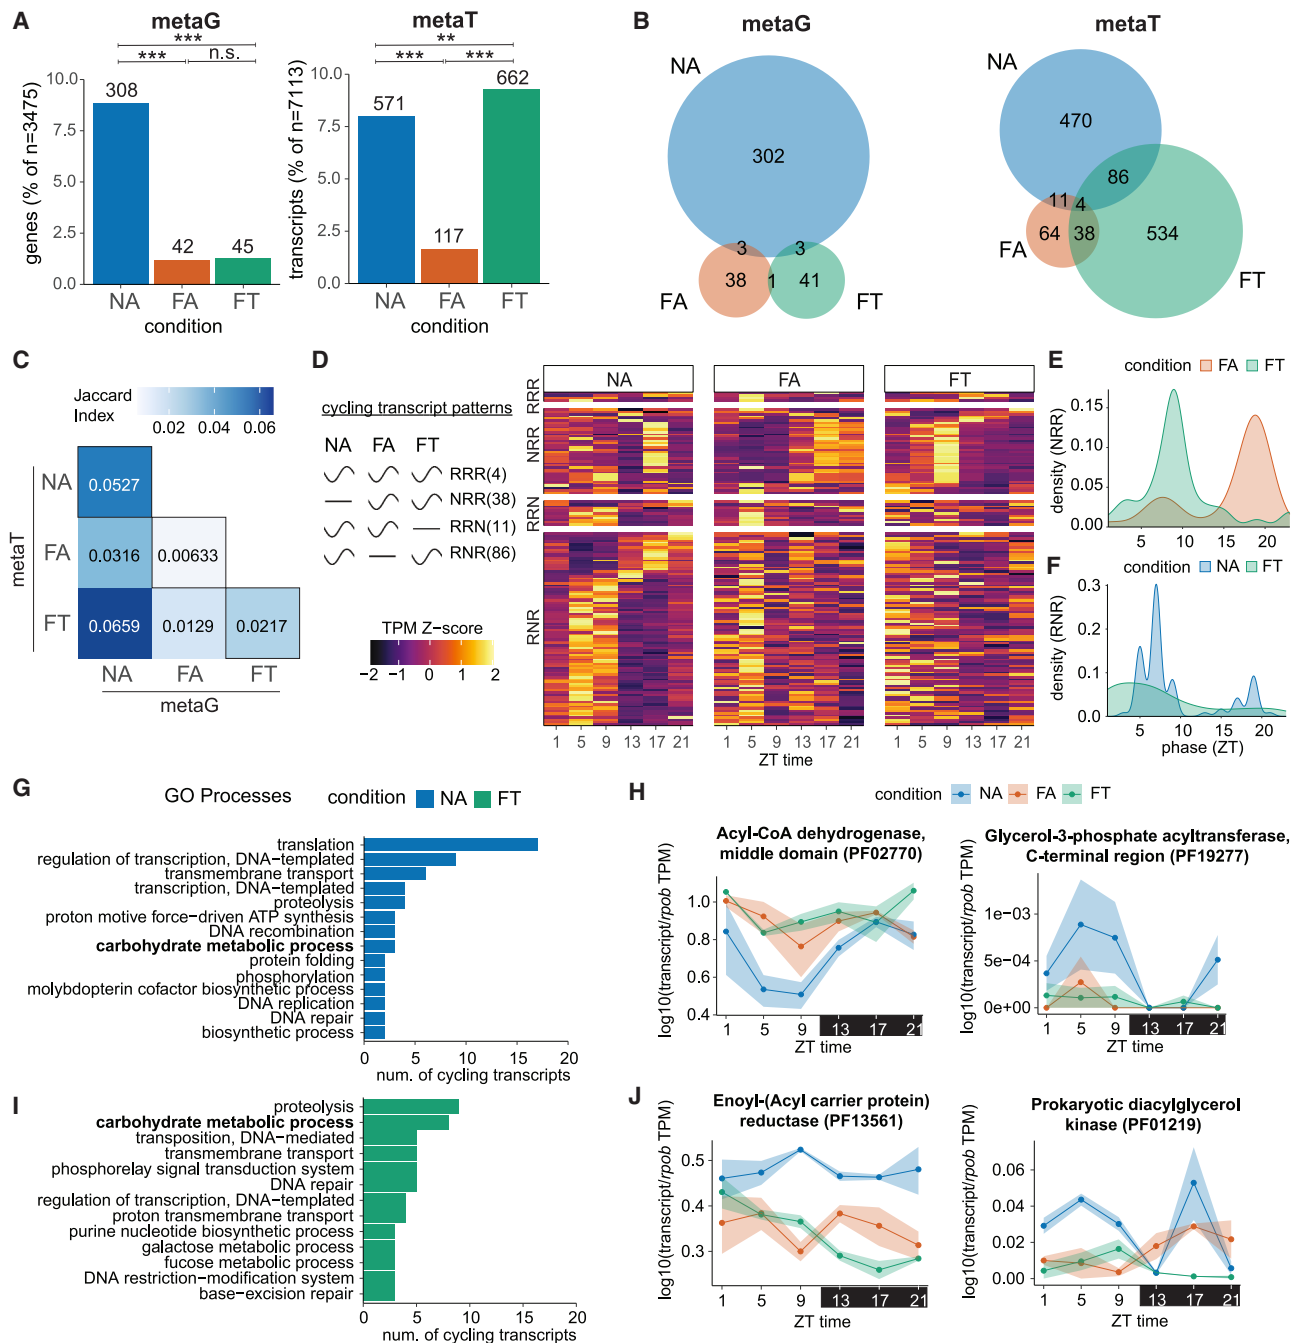 A
metaG
***
***
n.s.
genes (% of n=3475)
10.0
7.5
5.0
2.5
0.0
308
42
45
NA FA FT
condition
metaT
**
***
***
transcripts (% of n=7113)
10.0
7.5
5.0
2.5
0.0
571
117
662
NA FA FT
condition
B
metaG
NA
302
3
3
38
1
41
FA
FT
metaT
NA
470
86
11
4
64
38
534
FA
FT
C
Jaccard
Index
0.02 0.04 0.06
metaT
NA
FA
FT
0.0527
0.0316
0.00633
0.0659
0.0129
0.0217
NA FA FT
metaG
D
cycling transcript patterns
NA FA FT
RRR(4)
NRR(38)
RRN(11)
RNR(86)
TPM Z−score
−2 −1 0 1 2
NA
FA
FT
RRR
NRR
RRN
RNR
1 5 9 13 17 21
1 5 9 13 17 21
1 5 9 13 17 21
ZT time
E
condition FA FT
density (NRR)
0.15
0.10
0.05
0.00
5 10 15 20
F
condition NA FT
density (RNR)
0.3
0.2
0.1
0.0
5 10 15 20
phase (ZT)
G
GO Processes
condition NA FT
translation
regulation of transcription, DNA−templated
transmembrane transport
transcription, DNA−templated
proteolysis
proton motive force−driven ATP synthesis
DNA recombination
carbohydrate metabolic process
protein folding
phosphorylation
molybdopterin cofactor biosynthetic process
DNA replication
DNA repair
biosynthetic process
0 5 10 15 20
num. of cycling transcripts
H
condition NA FA FT
Acyl−CoA dehydrogenase,
middle domain (PF02770)
log10(transcript/rpob TPM)
1.0
0.8
0.6
0.4
1 5 9 13 17 21
ZT time
Glycerol−3−phosphate acyltransferase,
C−terminal region (PF19277)
log10(transcript/rpob TPM)
1e−03
5e−04
0e+00
1 5 9 13 17 21
ZT time
I
proteolysis
carbohydrate metabolic process
transposition, DNA−mediated
transmembrane transport
phosphorelay signal transduction system
DNA repair
regulation of transcription, DNA−templated
proton transmembrane transport
purine nucleotide biosynthetic process
galactose metabolic process
fucose metabolic process
DNA restriction−modification system
base−excision repair
0 5 10 15 20
num. of cycling transcripts
J
Enoyl−(Acyl carrier protein)
reductase (PF13561)
log10(transcript/rpob TPM)
0.5
0.4
0.3
1 5 9 13 17 21
ZT time
Prokaryotic diacylglycerol
kinase (PF01219)
log10(transcript/rpob TPM)
0.06
0.04
0.02
0.00
1 5 9 13 17 21
ZT time